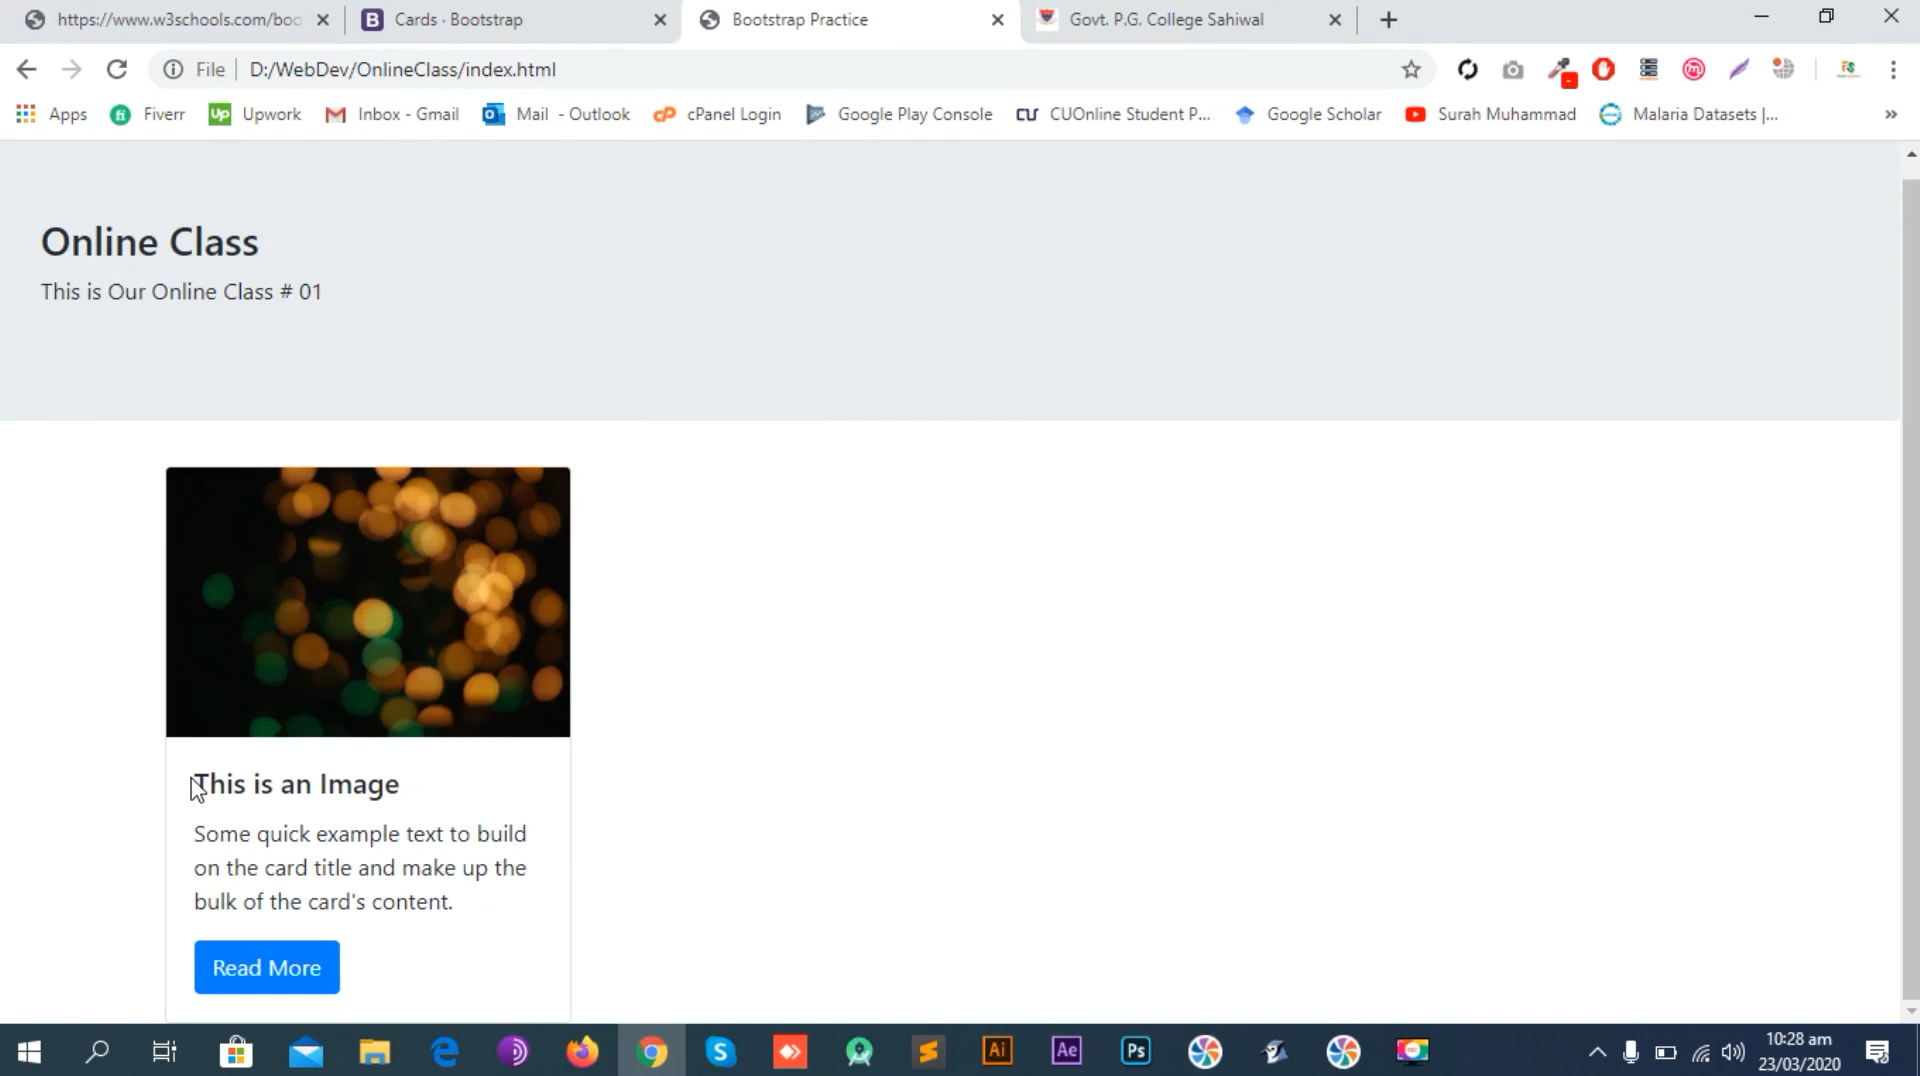 https://www.w3schools.com/boo
Cards · Bootstrap
Bootstrap Practice
Govt. P.G. College Sahiwal
File
D:/WebDev/OnlineClass/index.html
Apps
Fiverr
Upwork
Inbox - Gmail
Mail - Outlook
cPanel Login
Google Play Console
CUOnline Student P...
Google Scholar
Surah Muhammad
Malaria Datasets |...
Online Class
This is Our Online Class # 01
This is an Image
Some quick example text to build
on the card title and make up the
bulk of the card's content.
Read More
10:28 am
23/03/2020